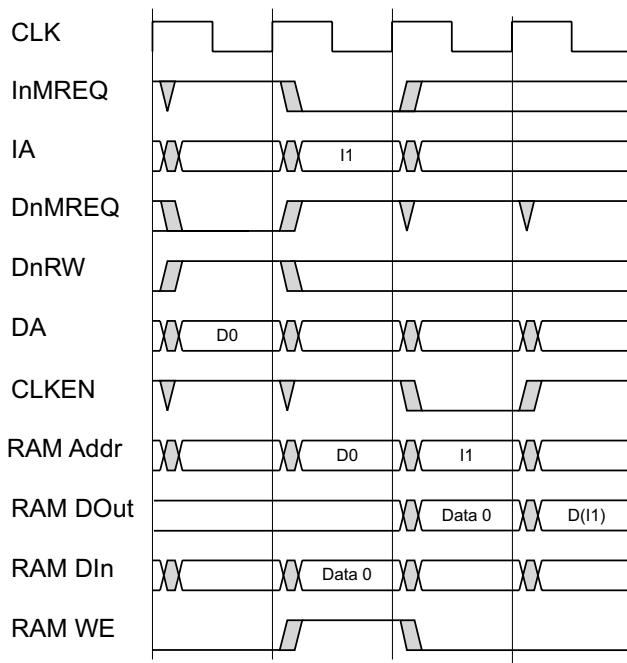 CLK
InMREQ
IA I1
DnMREQ
DnRW
DA D0
CLKEN
RAM Addr D0 I1
RAM DOut Data 0 D(I1)
RAM DIn Data 0
RAM WE